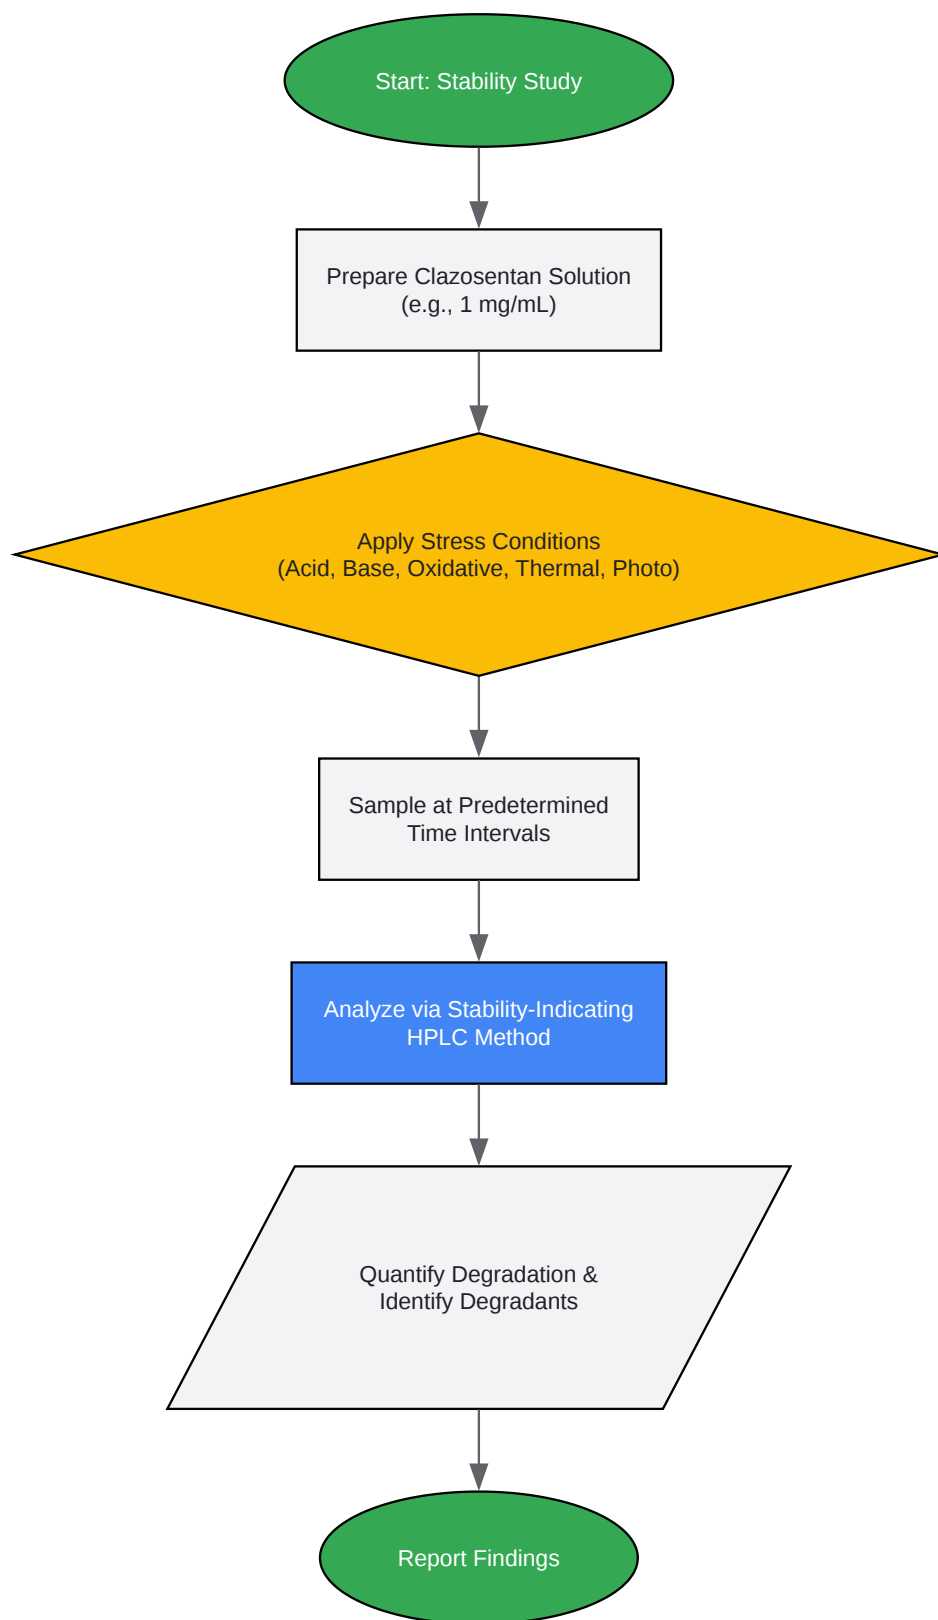 Start: Stability Study
Prepare Clazosentan Solution
(e.g., 1 mg/mL)
Apply Stress Conditions
(Acid, Base, Oxidative, Thermal, Photo)
Sample at Predetermined
Time Intervals
Analyze via Stability-Indicating
HPLC Method
Quantify Degradation &
Identify Degradants
Report Findings